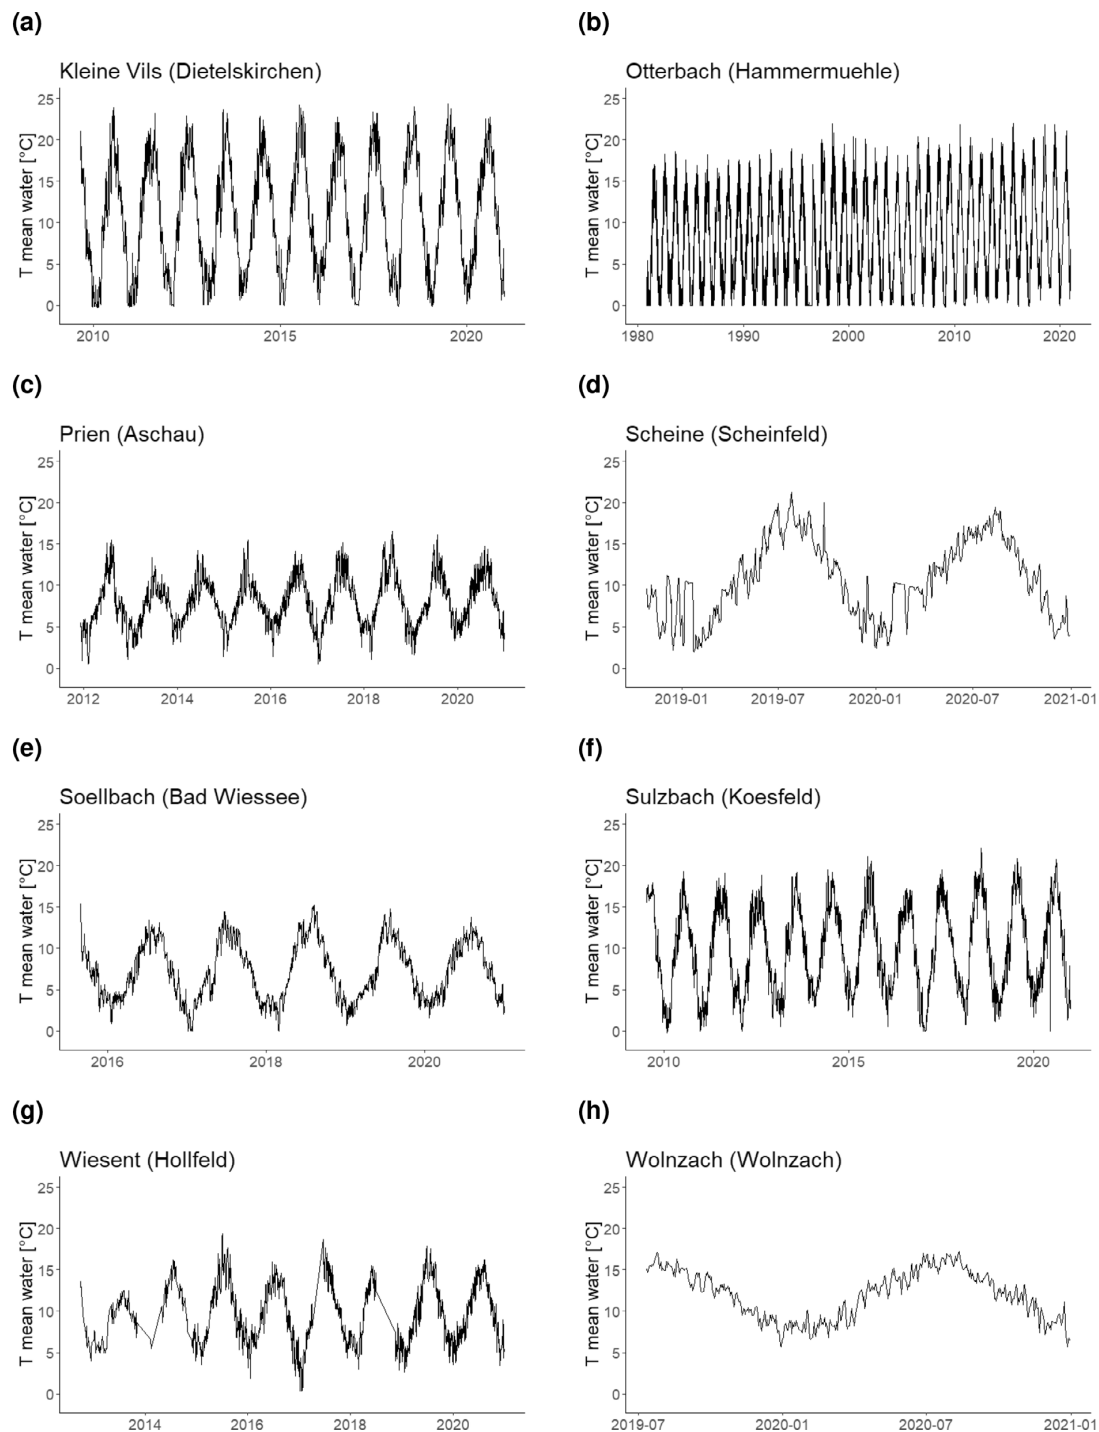 (a)
Kleine Vils (Dietelskirchen)
T mean water [°C]
25
20
15
10
5
0
2010 2015 2020
(b)
Otterbach (Hammermuehle)
T mean water [°C]
25
20
15
10
5
0
1980 1990 2000 2010 2020
(c)
Prien (Aschau)
T mean water [°C]
25
20
15
10
5
0
2012 2014 2016 2018 2020
(d)
Scheine (Scheinfeld)
T mean water [°C]
25
20
15
10
5
0
2019-01 2019-07 2020-01 2020-07 2021-01
(e)
Soellbach (Bad Wiessee)
T mean water [°C]
25
20
15
10
5
0
2016 2018 2020
(f)
Sulzbach (Koesfeld)
T mean water [°C]
25
20
15
10
5
0
2010 2015 2020
(g)
Wiesent (Hollfeld)
T mean water [°C]
25
20
15
10
5
0
2014 2016 2018 2020
(h)
Wolnzach (Wolnzach)
T mean water [°C]
25
20
15
10
5
0
2019-07 2020-01 2020-07 2021-01